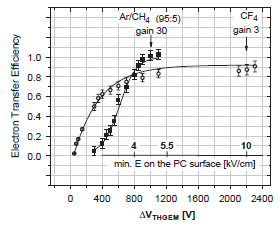 Ar/CH4 (95:5)
gain 30
CF4
gain 3
Electron Transfer Efficiency
1.0
0.8
0.6
0.4
0.2
0.0
4 5.5 10
min. E on the PC surface [kV/cm]
0 400 800 1200 1600 2000 2400
ΔVTHGEM [V]